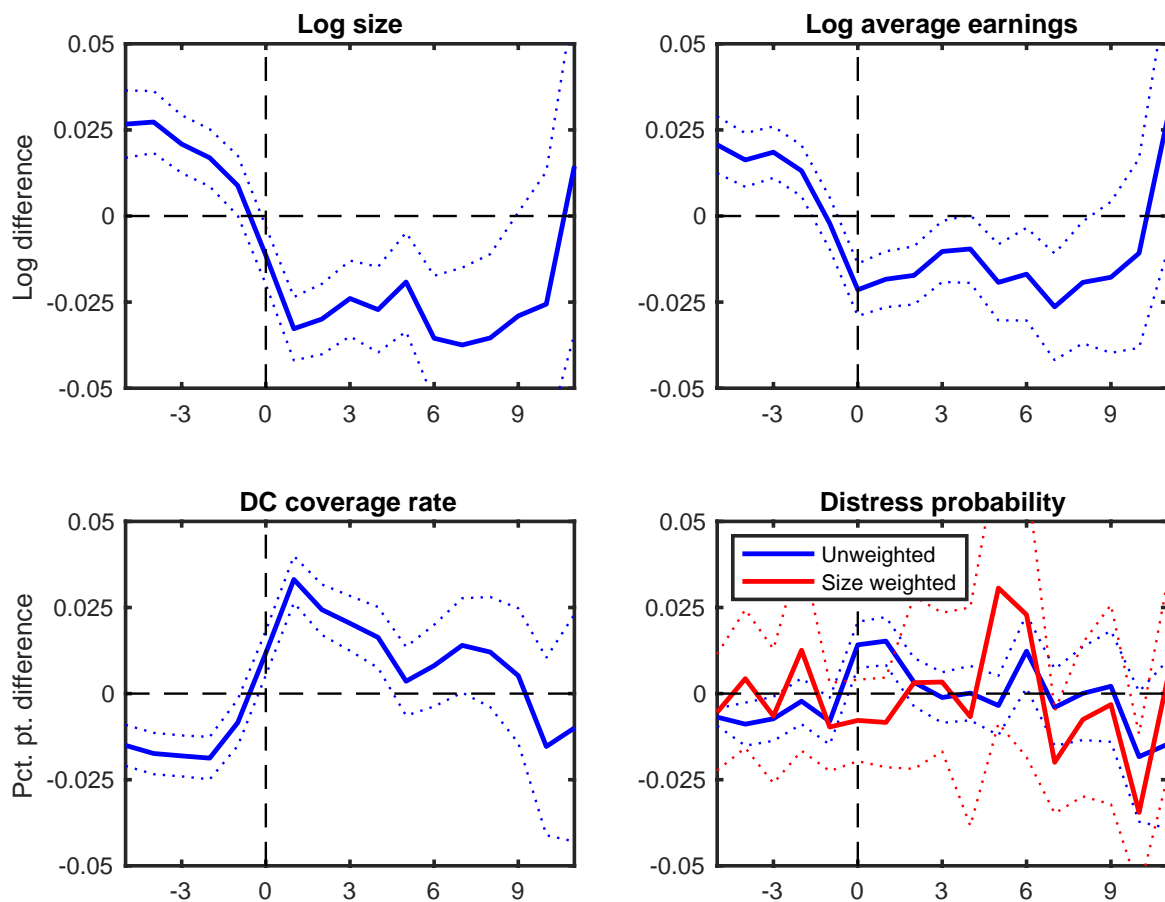 Log size
Log average earnings
Log difference
0.05
0.025
0
-0.025
-0.05
-3 0 3 6 9
0.05
0.025
0
-0.025
-0.05
-3 0 3 6 9
DC coverage rate
Distress probability
Pct. pt. difference
0.05
0.025
0
-0.025
-0.05
-3 0 3 6 9
0.05
0.025
0
-0.025
-0.05
-3 0 3 6 9
Unweighted
Size weighted